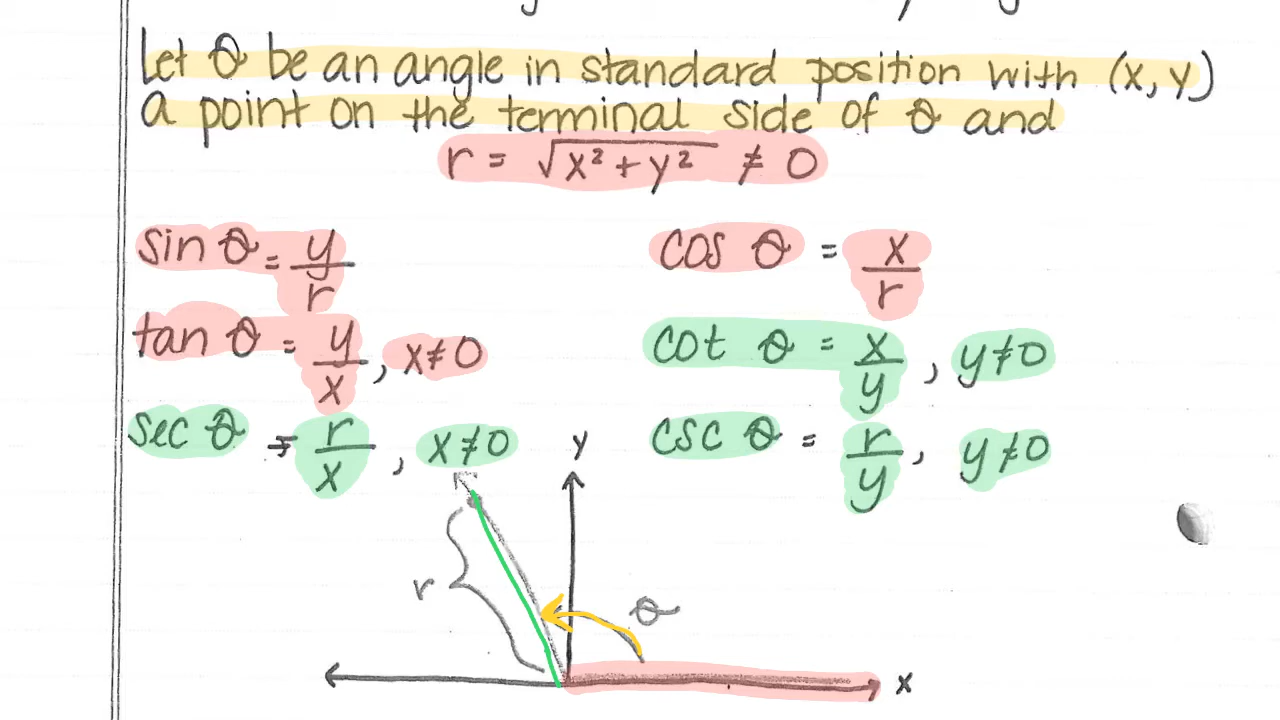 Let θ be an angle in standard position with (x, y)
a point on the terminal side of θ and
r = √x² + y² ≠ 0
sin θ = y/r
cos θ = x/r
tan θ = y/x, x≠0
cot θ = x/y, y≠0
sec θ = r/x, x≠0
csc θ = r/y, y≠0
y
r
θ
x